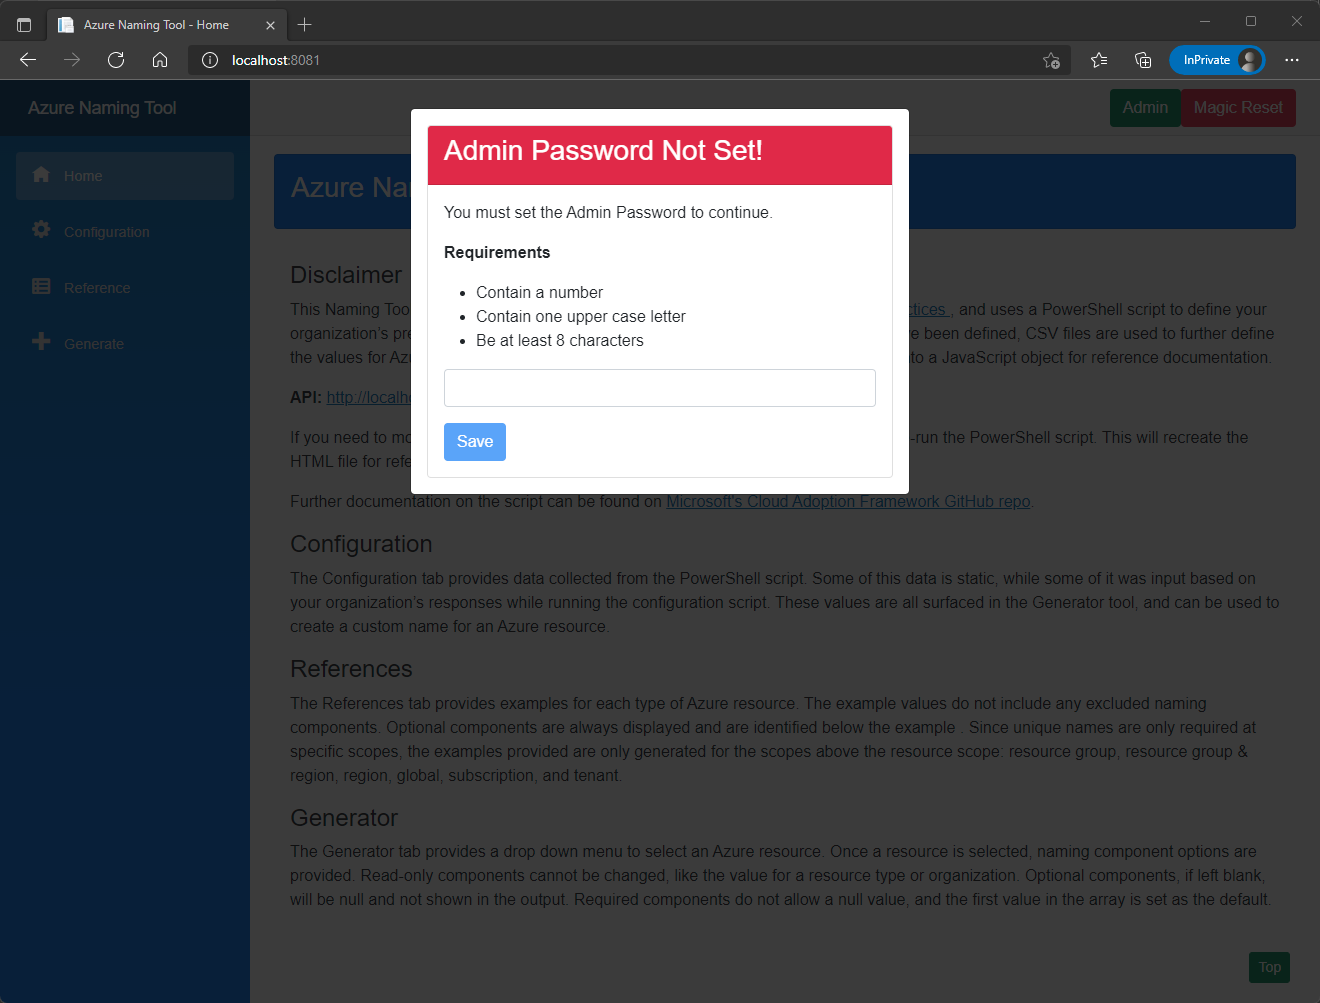 Azure Naming Tool - Home
localhost:8081
InPrivate
Azure Naming Tool
Admin
Magic Reset
Home
Configuration
Reference
Generate
Azure Na
Admin Password Not Set!
You must set the Admin Password to continue.
Requirements
Contain a number
Contain one upper case letter
Be at least 8 characters
Save
Disclaimer
This Naming Too tices , and uses a PowerShell script to define your
organization's pre e been defined, CSV files are used to further define
the values for Az to a JavaScript object for reference documentation.
API: http://localh
If you need to mo -run the PowerShell script. This will recreate the
HTML file for refe
Further documentation on the script can be found on Microsoft's Cloud Adoption Framework GitHub repo.
Configuration
The Configuration tab provides data collected from the PowerShell script. Some of this data is static, while some of it was input based on
your organization's responses while running the configuration script. These values are all surfaced in the Generator tool, and can be used to
create a custom name for an Azure resource.
References
The References tab provides examples for each type of Azure resource. The example values do not include any excluded naming
components. Optional components are always displayed and are identified below the example . Since unique names are only required at
specific scopes, the examples provided are only generated for the scopes above the resource scope: resource group, resource group &
region, region, global, subscription, and tenant.
Generator
The Generator tab provides a drop down menu to select an Azure resource. Once a resource is selected, naming component options are
provided. Read-only components cannot be changed, like the value for a resource type or organization. Optional components, if left blank,
will be null and not shown in the output. Required components do not allow a null value, and the first value in the array is set as the default.
Top